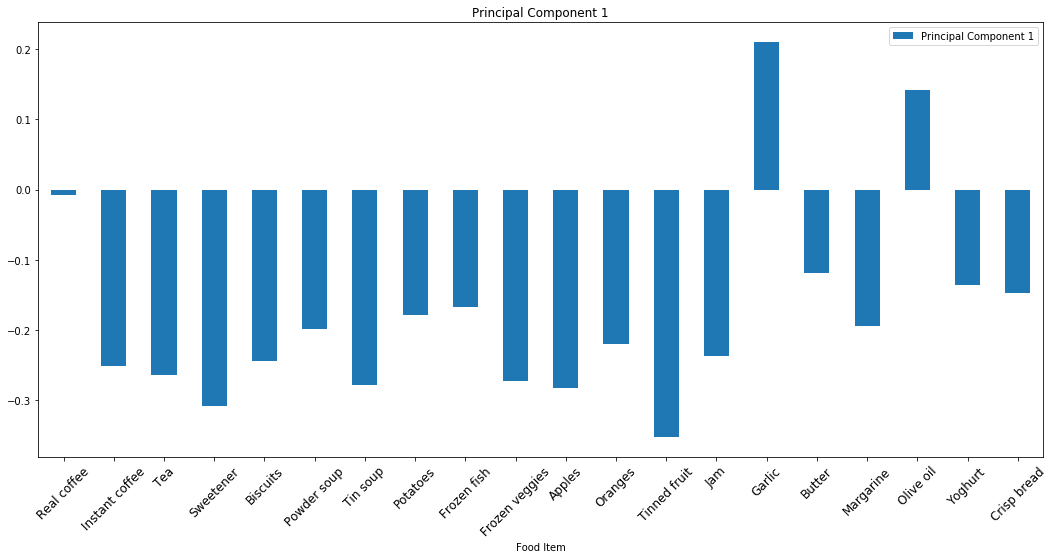 Principal Component 1
Principal Component 1
0.2
0.1
0.0
−0.1
−0.2
−0.3
Real coffee
Instant coffee
Tea
Sweetener
Biscuits
Powder soup
Tin soup
Potatoes
Frozen fish
Frozen veggies
Apples
Oranges
Tinned fruit
Jam
Garlic
Butter
Margarine
Olive oil
Yoghurt
Crisp bread
Food Item